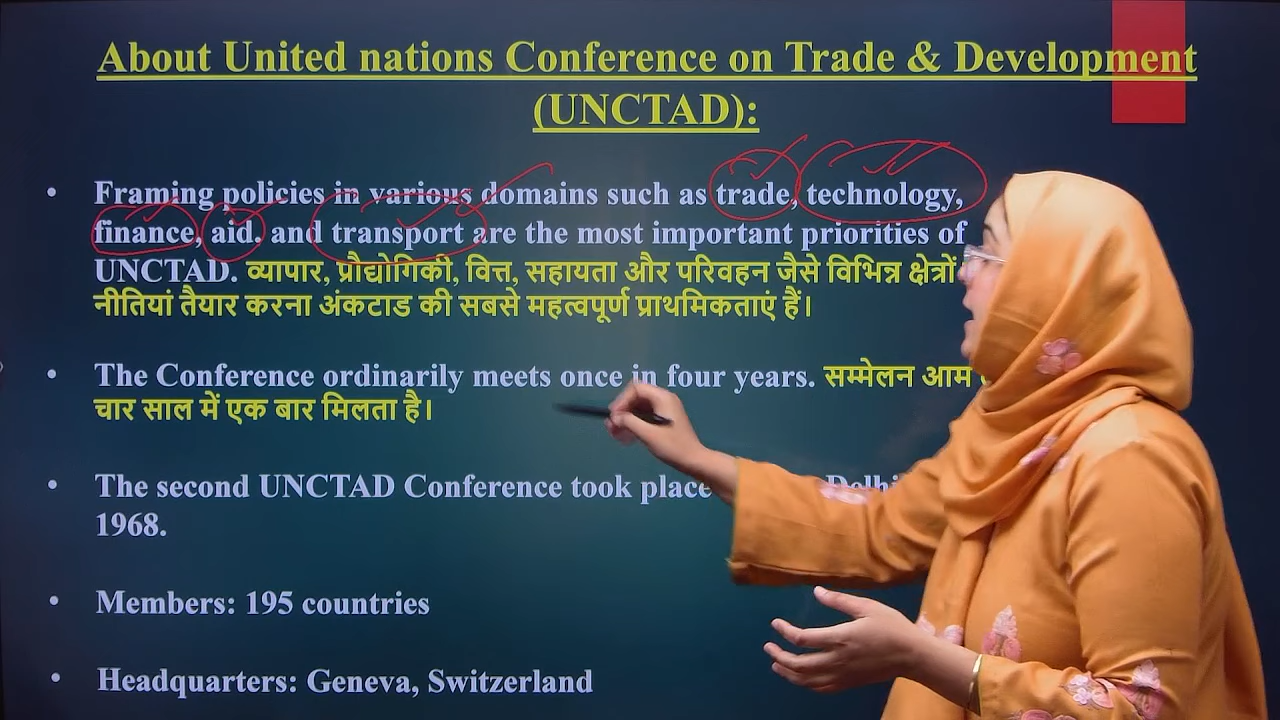 About United nations Conference on Trade & Development
(UNCTAD):
• Framing policies in various domains such as trade, technology,
finance, aid. and transport are the most important priorities of
UNCTAD. व्यापार, प्रौद्योगिकी, वित्त, सहायता और परिवहन जैसे विभिन्न क्षेत्रों
नीतियां तैयार करना अंकटाड की सबसे महत्वपूर्ण प्राथमिकताएं हैं।
• The Conference ordinarily meets once in four years. सम्मेलन आम
चार साल में एक बार मिलता है।
• The second UNCTAD Conference took place Delhi
1968.
• Members: 195 countries
• Headquarters: Geneva, Switzerland